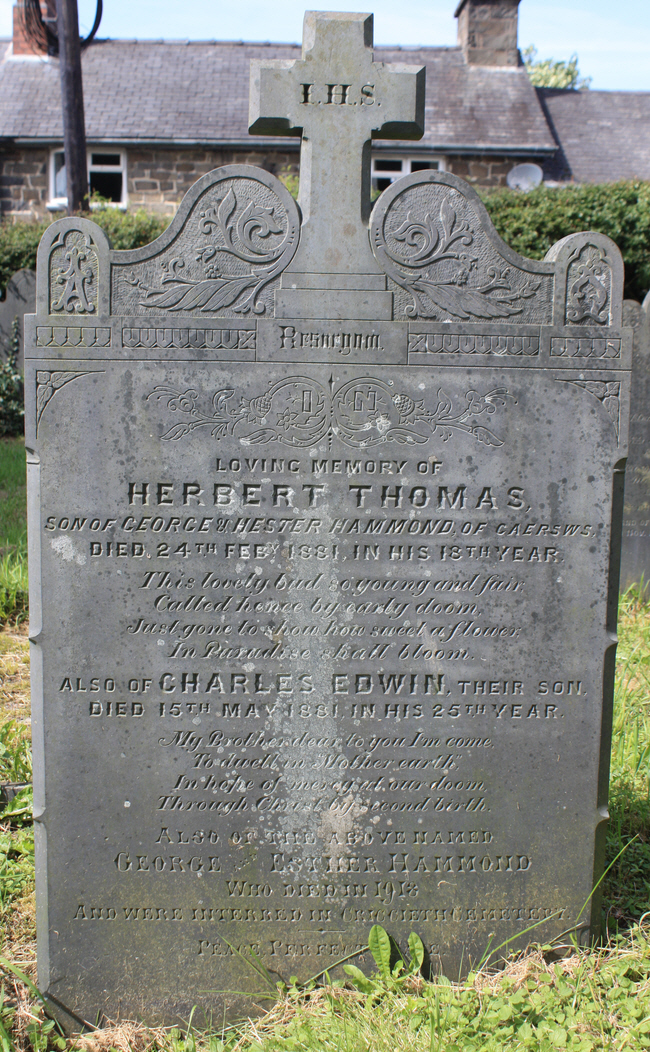 I.H.S.
A Ω
Resurgam.
I N
LOVING MEMORY OF
HERBERT THOMAS,
SON OF GEORGE & HESTER HAMMOND, OF CAERSWS.
DIED, 24TH FEBY 1881, IN HIS 18TH YEAR.
This lovely bud so young and fair
Called hence by early doom,
Just gone to show how sweet a flower
In Paradise shall bloom.
ALSO OF CHARLES EDWIN, THEIR SON,
DIED 15TH MAY 1881, IN HIS 25TH YEAR.
My Brother dear to you I'm come,
To dwell in Mother earth
In hope of mercy at our doom,
Through Christ by second birth.
ALSO OF THE ABOVE NAMED
GEORGE AND ESTHER HAMMOND
WHO DIED IN 1913
AND WERE INTERRED IN CRICCIETH CEMETERY.
PEACE, PERFECT